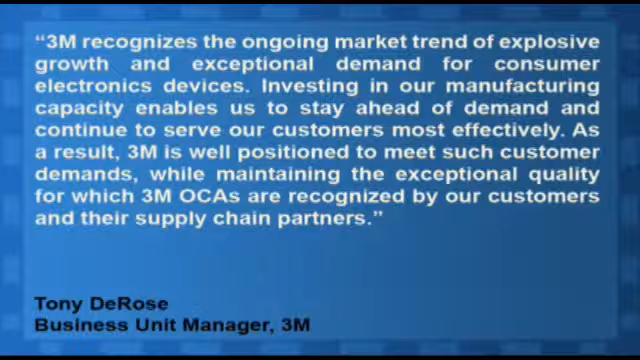 “3M recognizes the ongoing market trend of explosive
growth and exceptional demand for consumer
electronics devices. Investing in our manufacturing
capacity enables us to stay ahead of demand and
continue to serve our customers most effectively. As
a result, 3M is well positioned to meet such customer
demands, while maintaining the exceptional quality
for which 3M OCAs are recognized by our customers
and their supply chain partners.”
Tony DeRose
Business Unit Manager, 3M